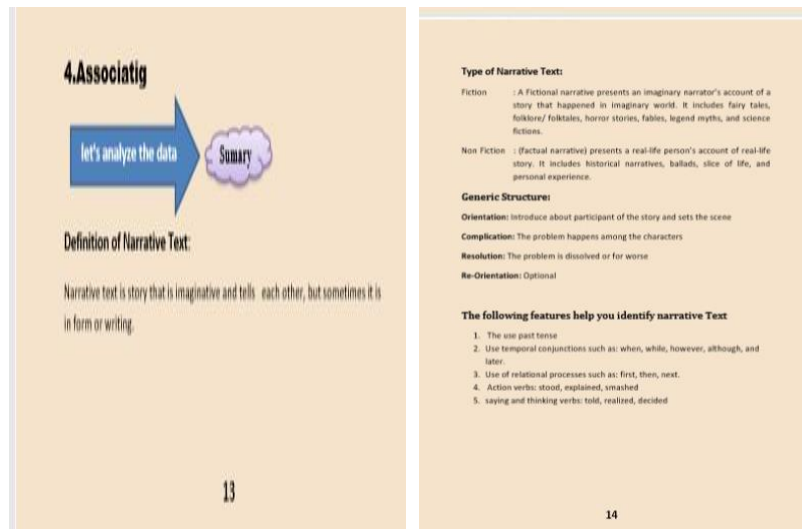 4.Associatig
let's analyze the data
Sumary
Definition of Narrative Text:
Narrative text is story that is imaginative and tells each other, but sometimes it is
in form or writing.
13
Type of Narrative Text:
Fiction : A Fictional narrative presents an imaginary narrator's account of a
story that happened in imaginary world. It includes fairy tales,
folklore/ folktales, horror stories, fables, legend myths, and science
fictions.
Non Fiction : (factual narrative) presents a real-life person's account of real-life
story. It includes historical narratives, ballads, slice of life, and
personal experience.
Generic Structure:
Orientation: Introduce about participant of the story and sets the scene
Complication: The problem happens among the characters
Resolution: The problem is dissolved or for worse
Re-Orientation: Optional
The following features help you identify narrative Text
1. The use past tense
2. Use temporal conjunctions such as: when, while, however, although, and
later.
3. Use of relational processes such as: first, then, next.
4. Action verbs: stood, explained, smashed
5. saying and thinking verbs: told, realized, decided
14